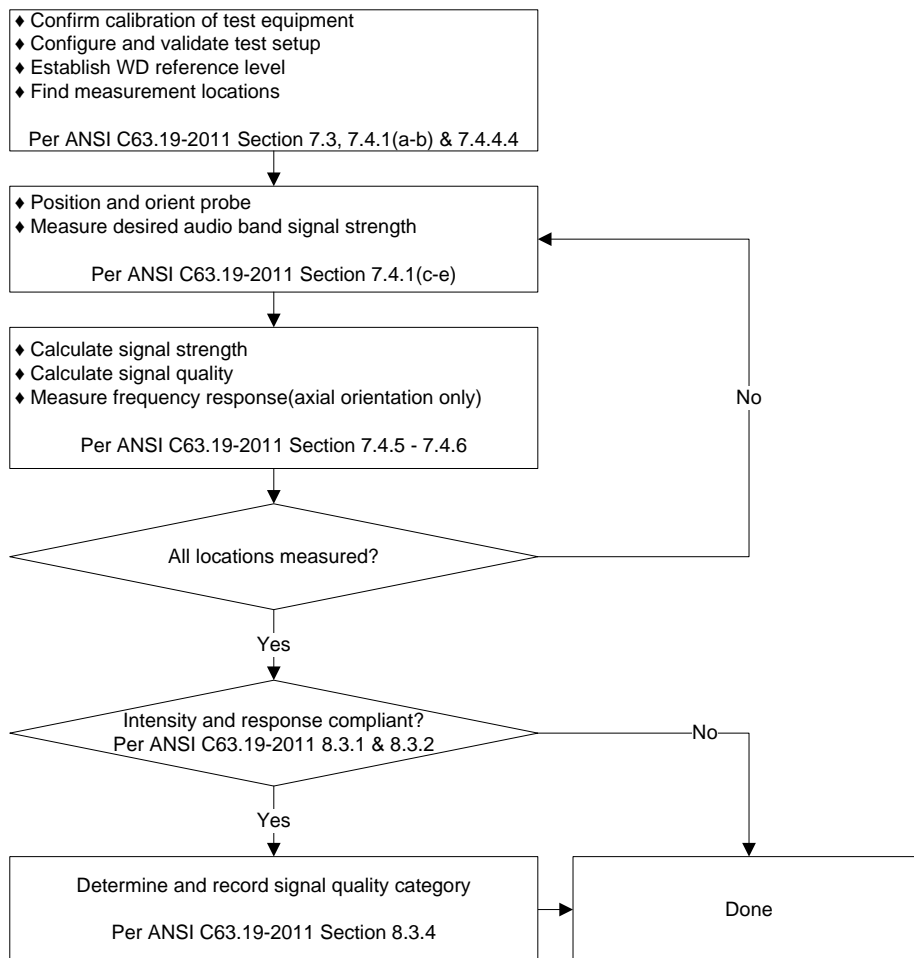 ♦ Confirm calibration of test equipment
♦ Configure and validate test setup
♦ Establish WD reference level
♦ Find measurement locations
Per ANSI C63.19-2011 Section 7.3, 7.4.1(a-b) & 7.4.4.4
♦ Position and orient probe
♦ Measure desired audio band signal strength
Per ANSI C63.19-2011 Section 7.4.1(c-e)
♦ Calculate signal strength
♦ Calculate signal quality
♦ Measure frequency response(axial orientation only)
Per ANSI C63.19-2011 Section 7.4.5 - 7.4.6
No
All locations measured?
Yes
Intensity and response compliant?
Per ANSI C63.19-2011 8.3.1 & 8.3.2
No
Yes
Determine and record signal quality category
Per ANSI C63.19-2011 Section 8.3.4
Done